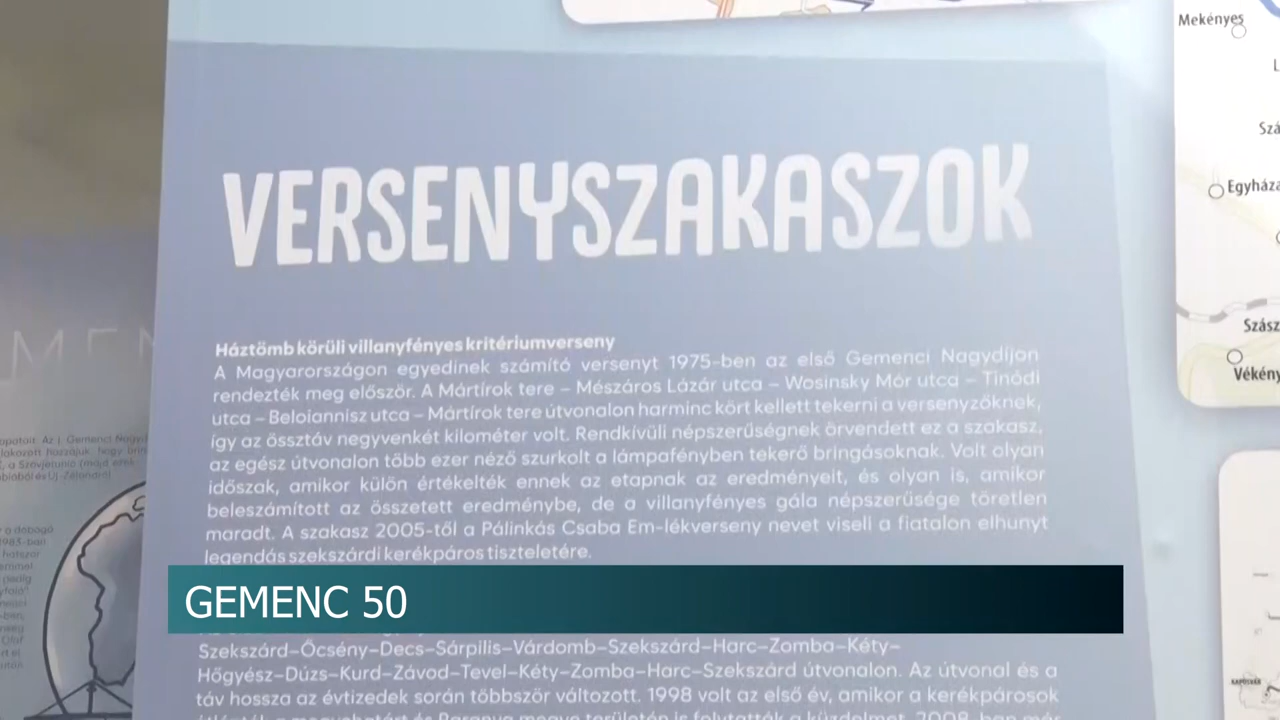 Mekényes
Szá
Egyháza
Szász
Vékény
VERSENYSZAKASZOK
Háztömb körüli villanyfényes kritériumverseny
A Magyarországon egyedinek számító versenyt 1975-ben az első Gemenci Nagydíjon
rendezték meg először. A Mártírok tere – Mészáros Lázár utca – Wosinsky Mór utca – Tinódi
utca – Beloiannisz utca – Mártírok tere útvonalon harminc kört kellett tekerni a versenyzőknek,
így az össztáv negyvenkét kilométer volt. Rendkívüli népszerűségnek örvendett ez a szakasz,
az egész útvonalon több ezer néző szurkolt a lámpafényben tekerő bringásoknak. Volt olyan
időszak, amikor külön értékelték ennek az etapnak az eredményeit, és olyan is, amikor
beleszámított az összetett eredménybe, de a villanyfényes gála népszerűsége töretlen
maradt. A szakasz 2005-től a Pálinkás Csaba Em-lékverseny nevet viseli a fiatalon elhunyt
legendás szekszárdi kerékpáros tiszteletére.
GEMENC 50
Szekszárd–Őcsény–Decs–Sárpilis–Várdomb–Szekszárd–Harc–Zomba–Kéty–
Hőgyész–Dúzs–Kurd–Závod–Tevel–Kéty–Zomba–Harc–Szekszárd útvonalon. Az útvonal és a
táv hossza az évtizedek során többször változott. 1998 volt az első év, amikor a kerékpárosok